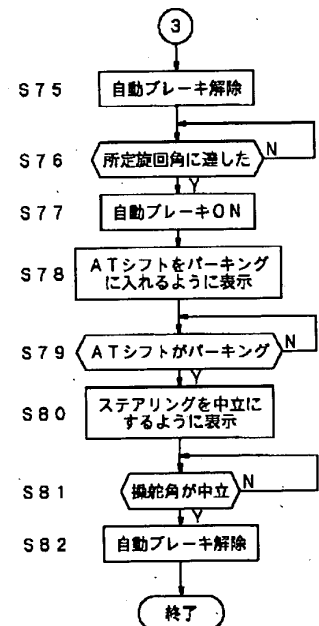 3
S75
自動ブレーキ解除
S76
所定旋回角に達した
N
Y
S77
自動ブレーキON
S78
ATシフトをパーキング
に入れるように表示
S79
ATシフトがパーキング
N
Y
S80
ステアリングを中立に
するように表示
S81
操舵角が中立
N
Y
S82
自動ブレーキ解除
終了